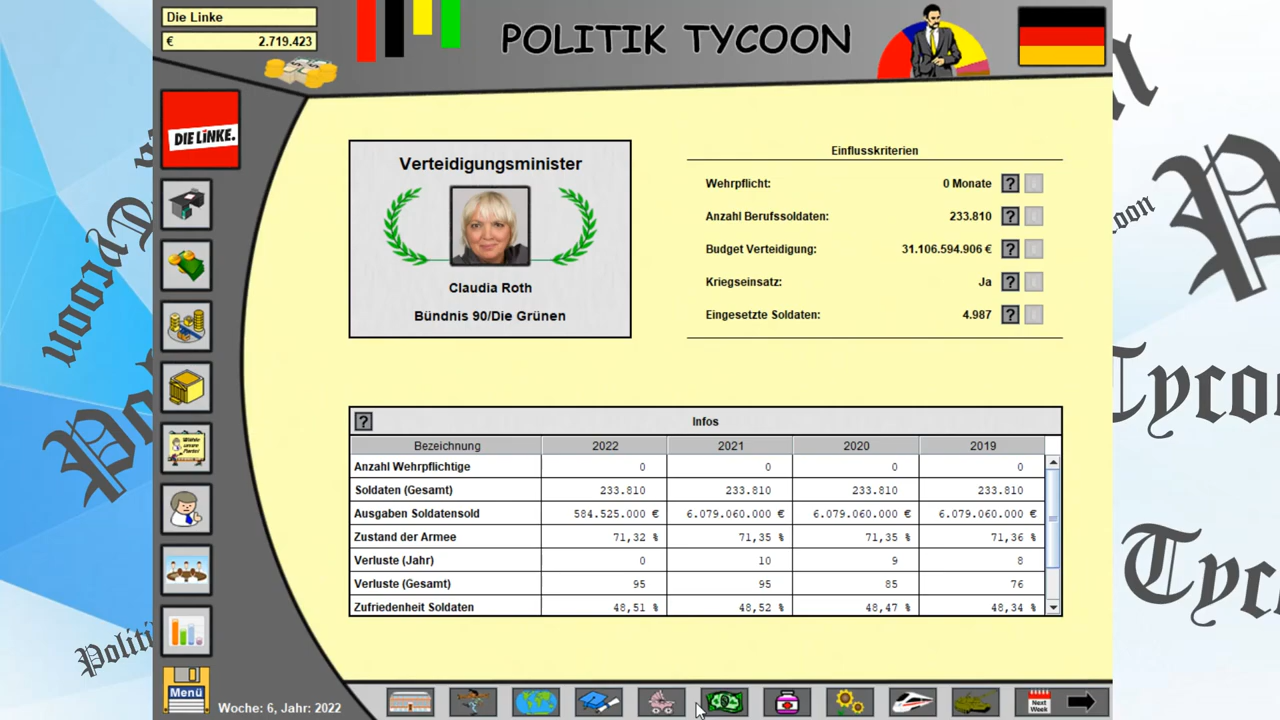 Die Linke
€ 2.719.423
POLITIK TYCOON
DIE LINKE.
Verteidigungsminister
Claudia Roth
Bündnis 90/Die Grünen
Einflusskriterien
Wehrpflicht: 0 Monate ?
Anzahl Berufssoldaten: 233.810 ?
Budget Verteidigung: 31.106.594.906 € ?
Kriegseinsatz: Ja ?
Eingesetzte Soldaten: 4.987 ?
? Infos
Bezeichnung 2022 2021 2020 2019
Anzahl Wehrpflichtige 0 0 0 0
Soldaten (Gesamt) 233.810 233.810 233.810 233.810
Ausgaben Soldatensold 584.525.000 € 6.079.060.000 € 6.079.060.000 € 6.079.060.000 €
Zustand der Armee 71,32 % 71,35 % 71,35 % 71,36 %
Verluste (Jahr) 0 10 9 8
Verluste (Gesamt) 95 95 85 76
Zufriedenheit Soldaten 48,51 % 48,52 % 48,47 % 48,34 %
Menü
Woche: 6, Jahr: 2022
Next
Week